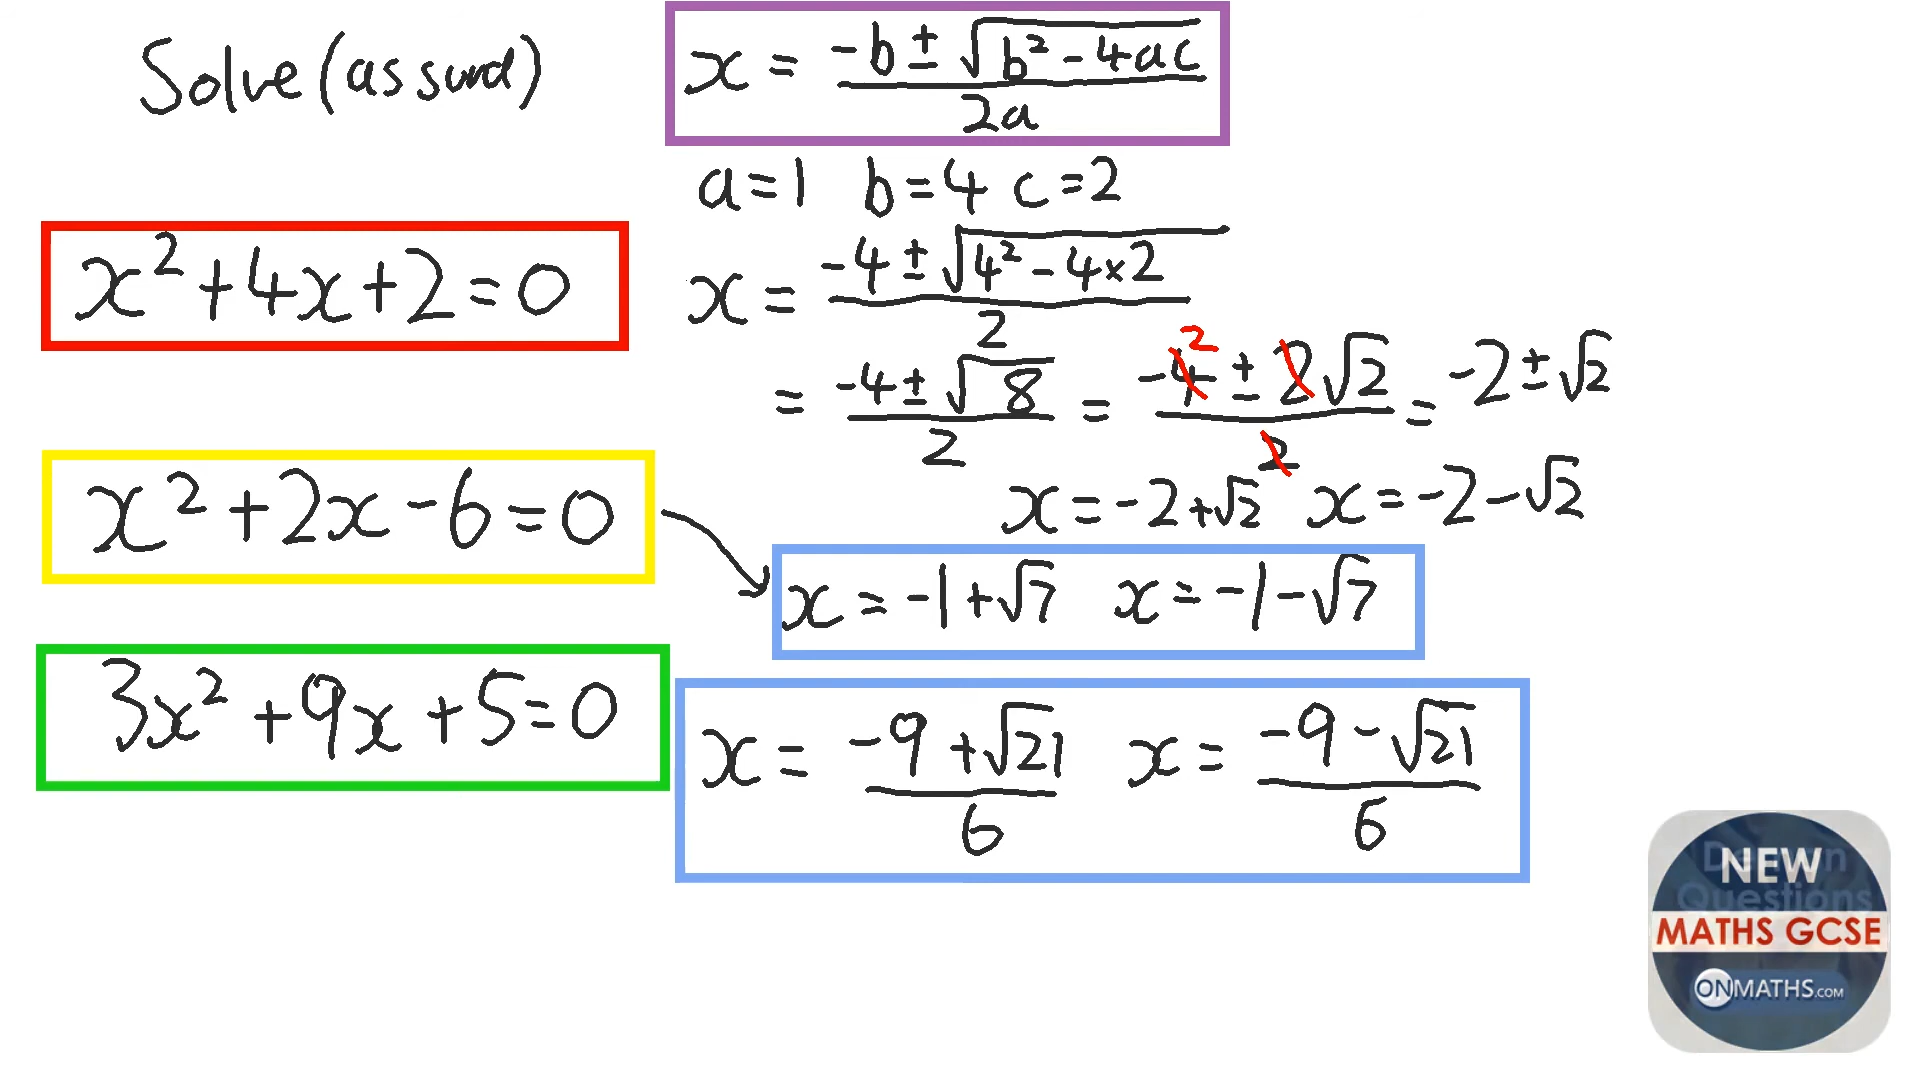 Solve (as surd)
x = (-b ± √(b² - 4ac)) / 2a
a = 1 b = 4 c = 2
x² + 4x + 2 = 0
x = (-4 ± √(4² - 4 × 2)) / 2
= (-4 ± √8) / 2 = (-4 2 ± 2√2) / 2 = -2 ± √2
x = -2 + √2 x = -2 - √2
x² + 2x - 6 = 0
x = -1 + √7 x = -1 - √7
3x² + 9x + 5 = 0
x = (-9 + √21) / 6 x = (-9 - √21) / 6
NEW
MATHS GCSE
ONMATHS.COM